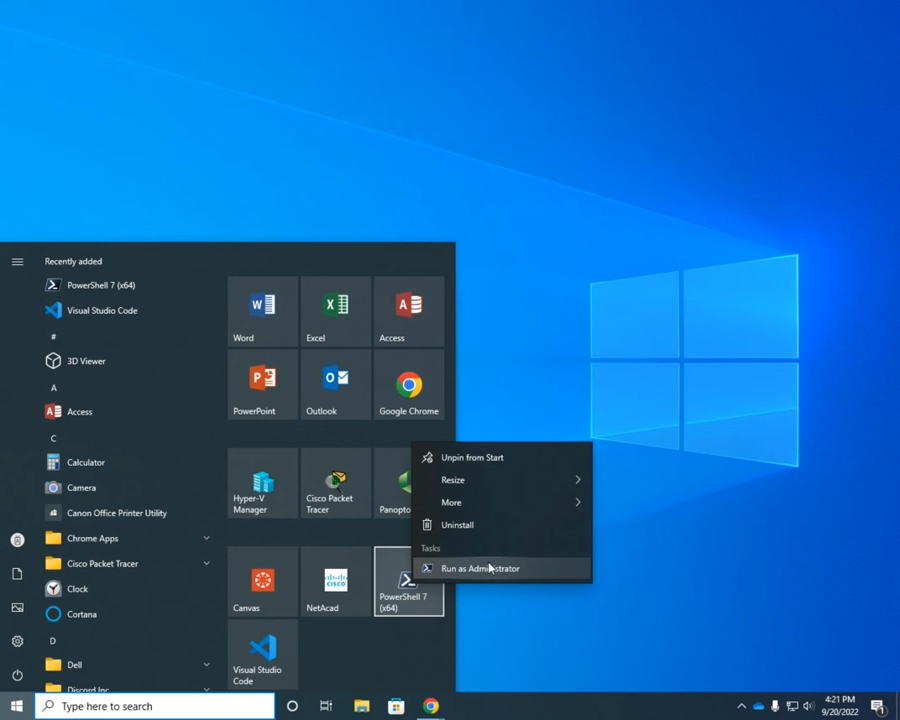 Recently added
PowerShell 7 (x64)
Visual Studio Code
#
3D Viewer
A
Access
C
Calculator
Camera
Canon Office Printer Utility
Chrome Apps
Cisco Packet Tracer
Clock
Cortana
D
Dell
Discord Inc
Word
Excel
Access
PowerPoint
Outlook
Google Chrome
Hyper-V
Manager
Cisco Packet
Tracer
Panopto
Canvas
NetAcad
PowerShell 7
(x64)
Visual Studio
Code
Unpin from Start
Resize
More
Uninstall
Tasks
Run as Administrator
Type here to search
4:21 PM
9/20/2022
1